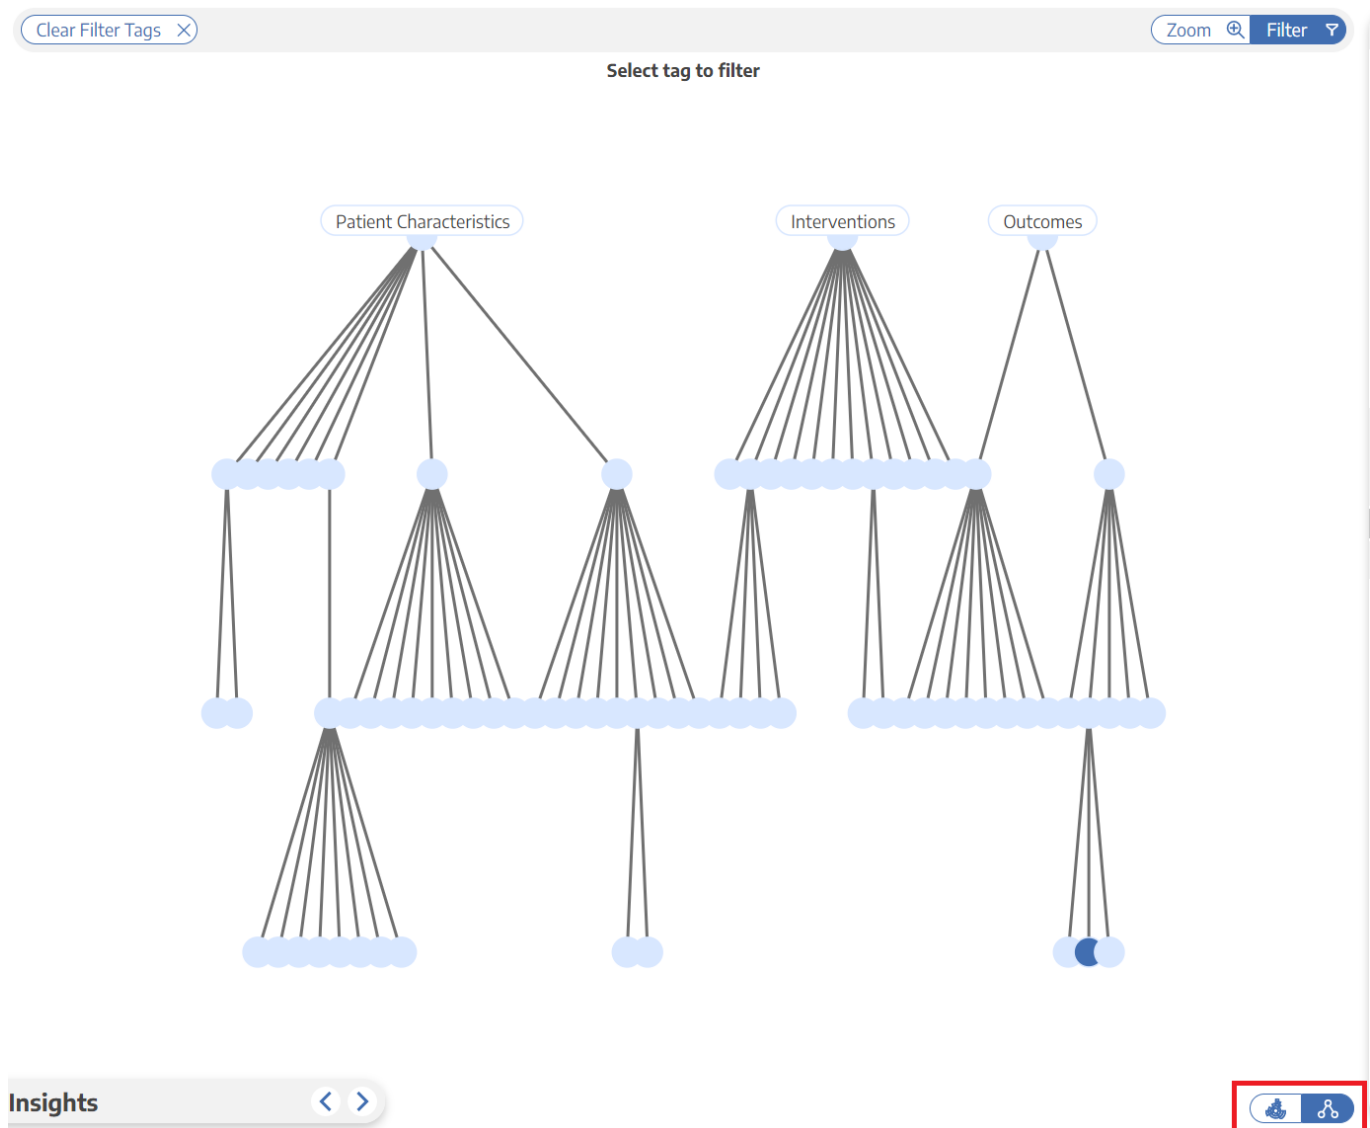 Clear Filter Tags
Zoom
Filter
Select tag to filter
Patient Characteristics
Interventions
Outcomes
Insights